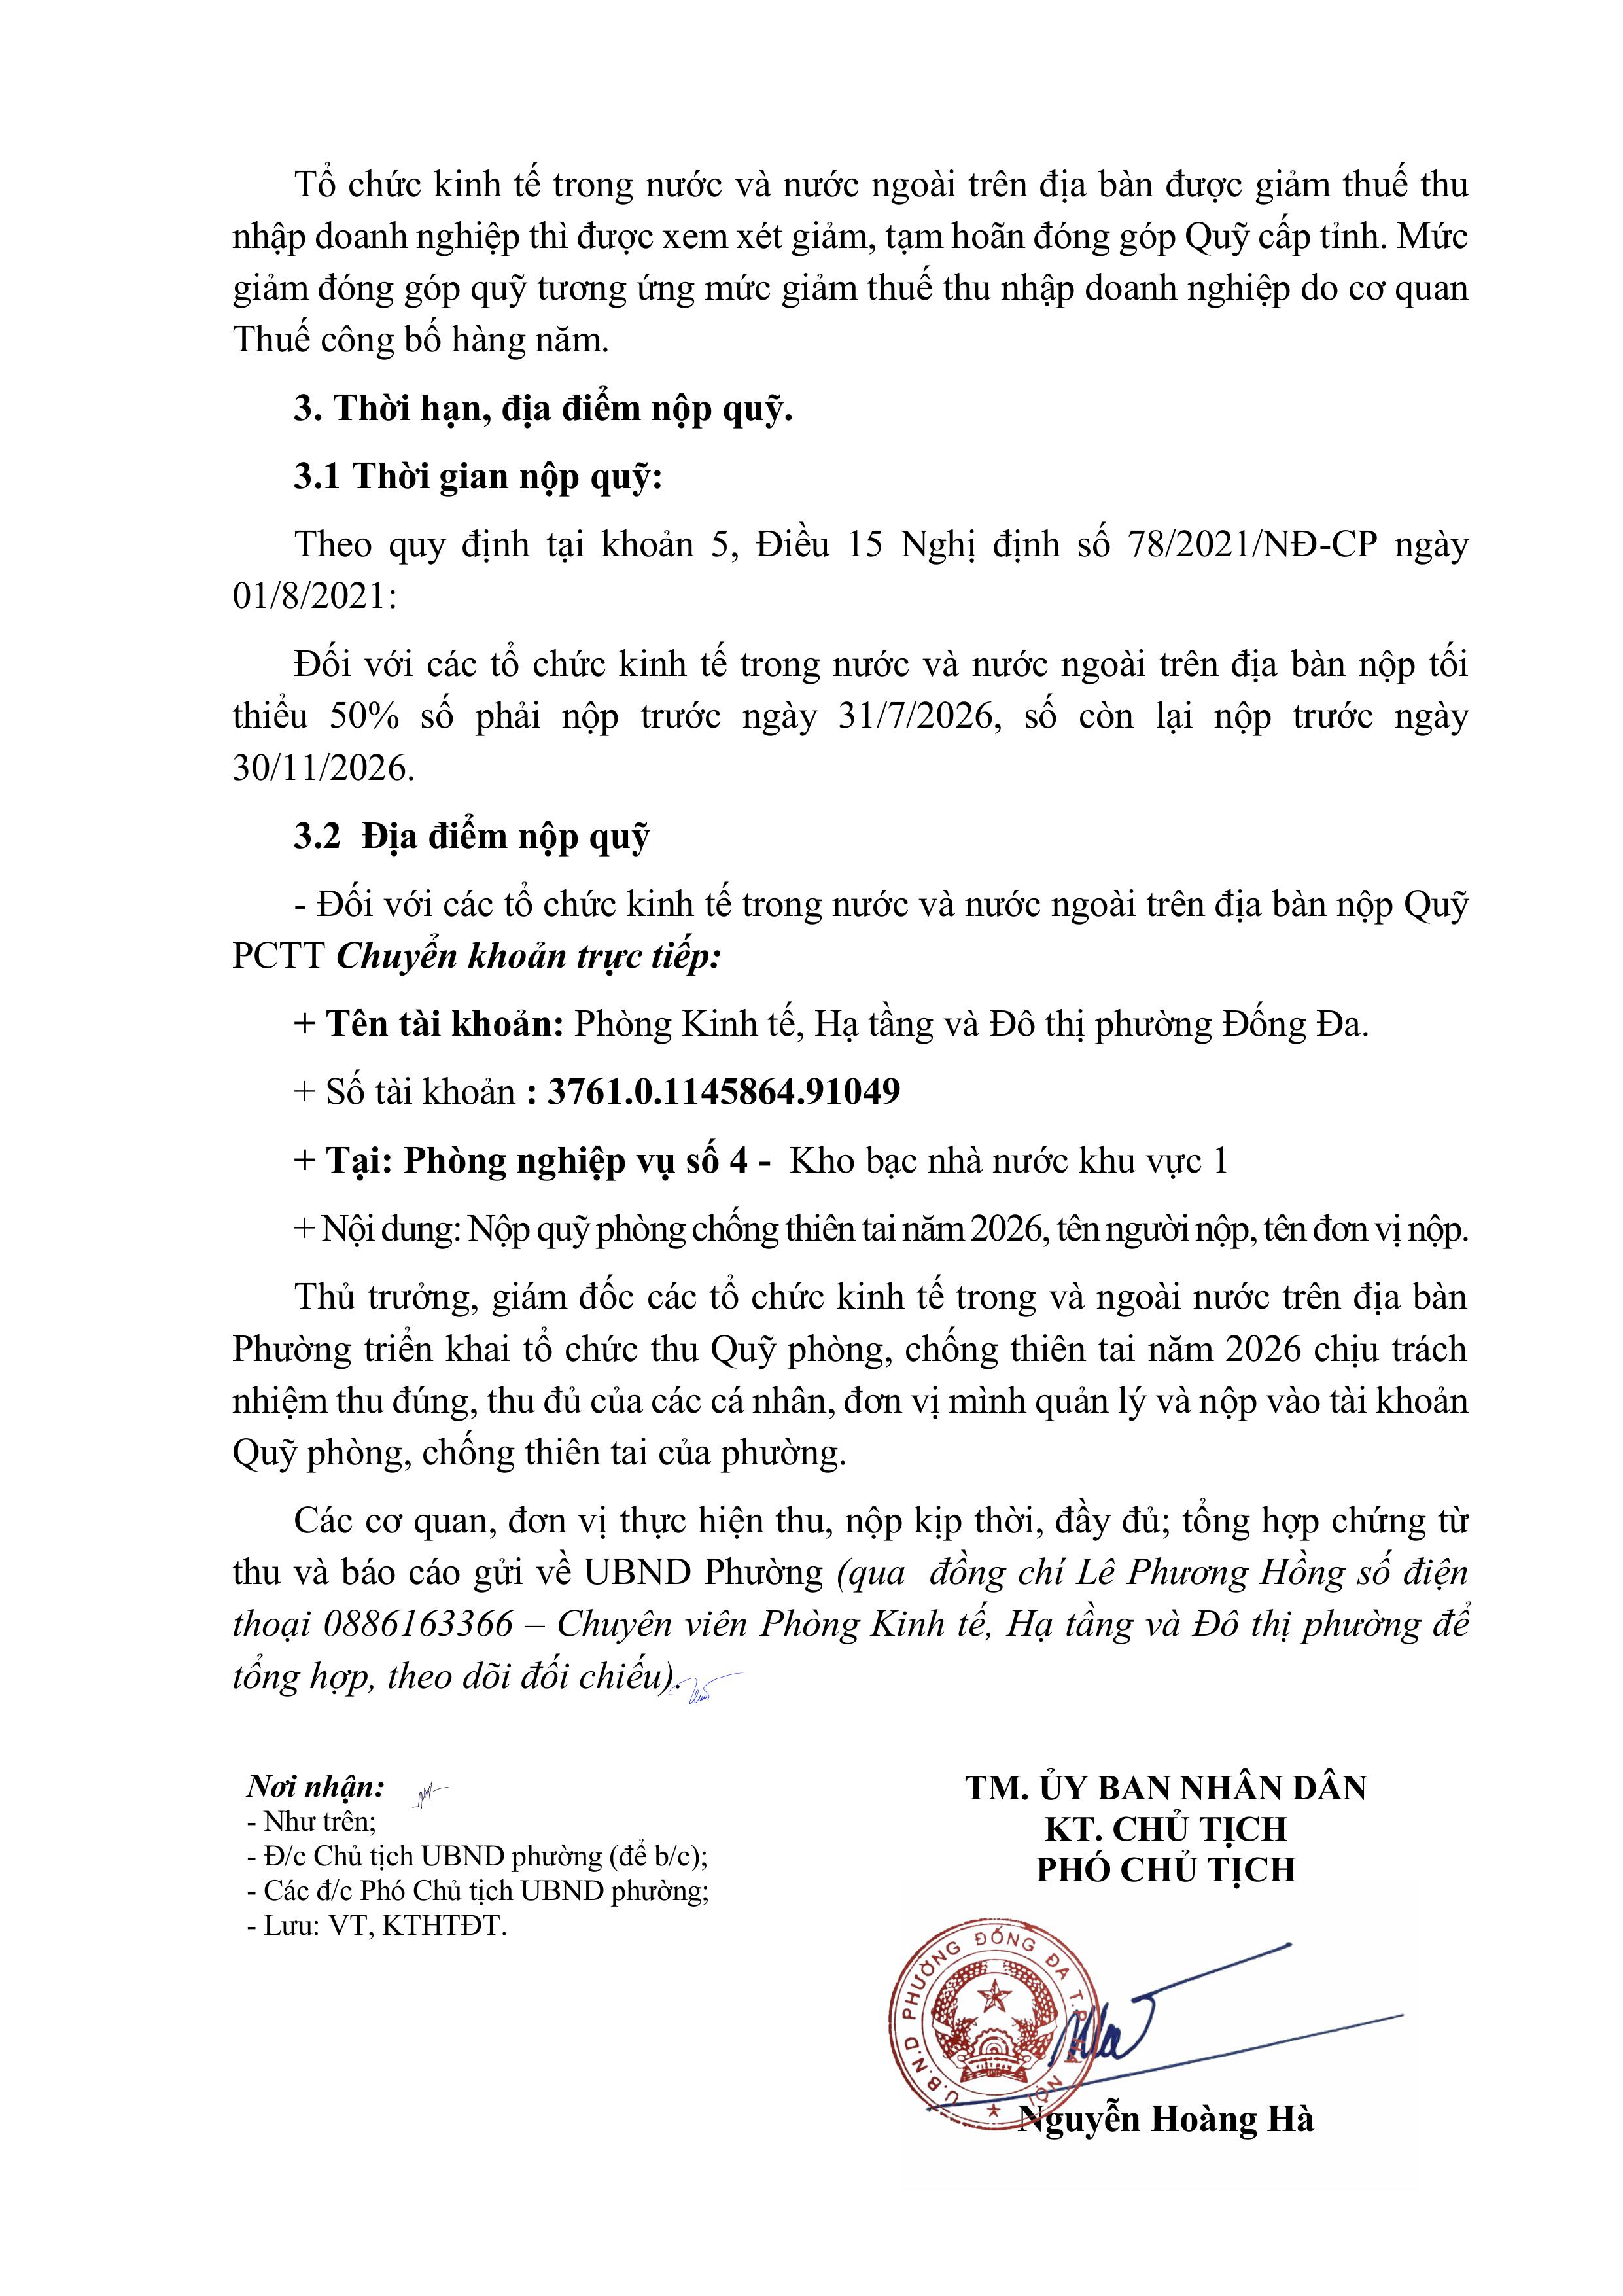 Tổ chức kinh tế trong nước và nước ngoài trên địa bàn được giảm thuế thu
nhập doanh nghiệp thì được xem xét giảm, tạm hoãn đóng góp Quỹ cấp tỉnh. Mức
giảm đóng góp quỹ tương ứng mức giảm thuế thu nhập doanh nghiệp do cơ quan
Thuế công bố hàng năm.
3. Thời hạn, địa điểm nộp quỹ.
3.1 Thời gian nộp quỹ:
Theo quy định tại khoản 5, Điều 15 Nghị định số 78/2021/NĐ-CP ngày
01/8/2021:
Đối với các tổ chức kinh tế trong nước và nước ngoài trên địa bàn nộp tối
thiểu 50% số phải nộp trước ngày 31/7/2026, số còn lại nộp trước ngày
30/11/2026.
3.2 Địa điểm nộp quỹ
- Đối với các tổ chức kinh tế trong nước và nước ngoài trên địa bàn nộp Quỹ
PCTT Chuyển khoản trực tiếp:
+ Tên tài khoản: Phòng Kinh tế, Hạ tầng và Đô thị phường Đống Đa.
+ Số tài khoản : 3761.0.1145864.91049
+ Tại: Phòng nghiệp vụ số 4 - Kho bạc nhà nước khu vực 1
+ Nội dung: Nộp quỹ phòng chống thiên tai năm 2026, tên người nộp, tên đơn vị nộp.
Thủ trưởng, giám đốc các tổ chức kinh tế trong và ngoài nước trên địa bàn
Phường triển khai tổ chức thu Quỹ phòng, chống thiên tai năm 2026 chịu trách
nhiệm thu đúng, thu đủ của các cá nhân, đơn vị mình quản lý và nộp vào tài khoản
Quỹ phòng, chống thiên tai của phường.
Các cơ quan, đơn vị thực hiện thu, nộp kịp thời, đầy đủ; tổng hợp chứng từ
thu và báo cáo gửi về UBND Phường (qua đồng chí Lê Phương Hồng số điện
thoại 0886163366 – Chuyên viên Phòng Kinh tế, Hạ tầng và Đô thị phường để
tổng hợp, theo dõi đối chiếu).
Nơi nhận:
- Như trên;
- Đ/c Chủ tịch UBND phường (để b/c);
- Các đ/c Phó Chủ tịch UBND phường;
- Lưu: VT, KTHTĐT.
TM. ỦY BAN NHÂN DÂN
KT. CHỦ TỊCH
PHÓ CHỦ TỊCH
U.B.N.D PHƯỜNG ĐỐNG ĐA T.P HÀ NỘI
Nguyễn Hoàng Hà